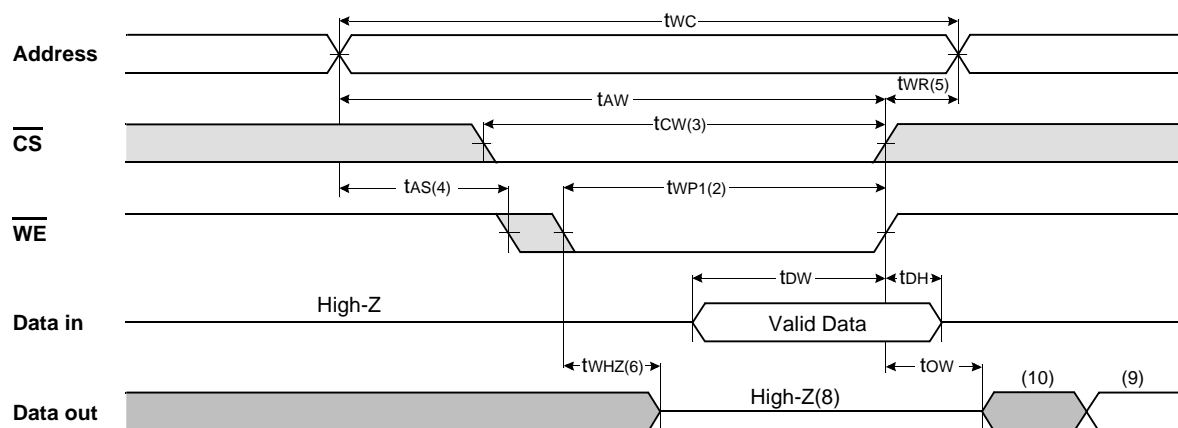 tWC
Address
tWR(5)
tAW
tCW(3)
CS
tAS(4)
tWP1(2)
WE
tDW
tDH
High-Z
Data in
Valid Data
tWHZ(6)
tOW
(10)
(9)
High-Z(8)
Data out